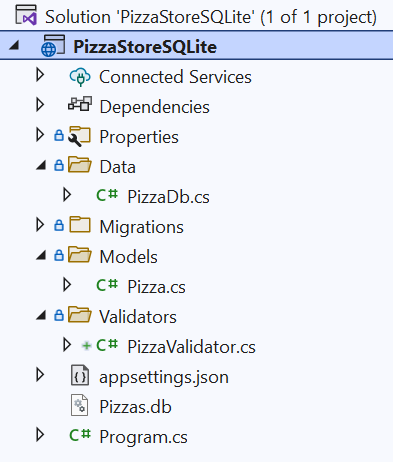 Solution 'PizzaStoreSQLite' (1 of 1 project)
PizzaStoreSQLite
Connected Services
Dependencies
Properties
Data
C# PizzaDb.cs
Migrations
Models
C# Pizza.cs
Validators
+ C# PizzaValidator.cs
appsettings.json
Pizzas.db
C# Program.cs